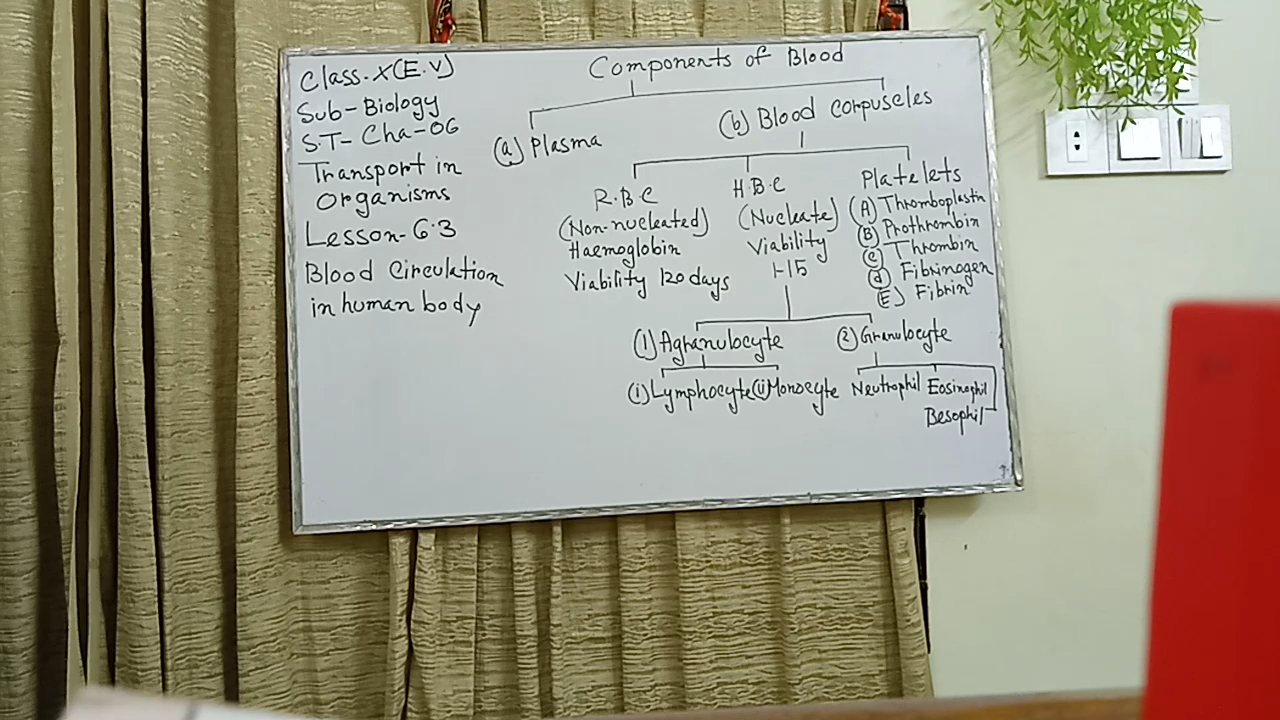 Class-X(E.V)
Sub-Biology
S.T- Cha-06
Transport in
Organisms
Lesson-6.3
Blood Circulation
in human body
Components of Blood
(a) Plasma
(b) Blood corpuscles
R.B.C
(Non-nucleated)
Haemoglobin
Viability 120 days
H.B.C
(Nucleate)
Viability
1-15
Platelets
(A) Thromboplastin
(B) Prothrombin
(C) Thrombin
(d) Fibrinogen
(E) Fibrin
(1) Agranulocyte
(2) Granulocyte
(i) Lymphocyte (ii) Monocyte
Neutrophil Eosinophil
Besophil